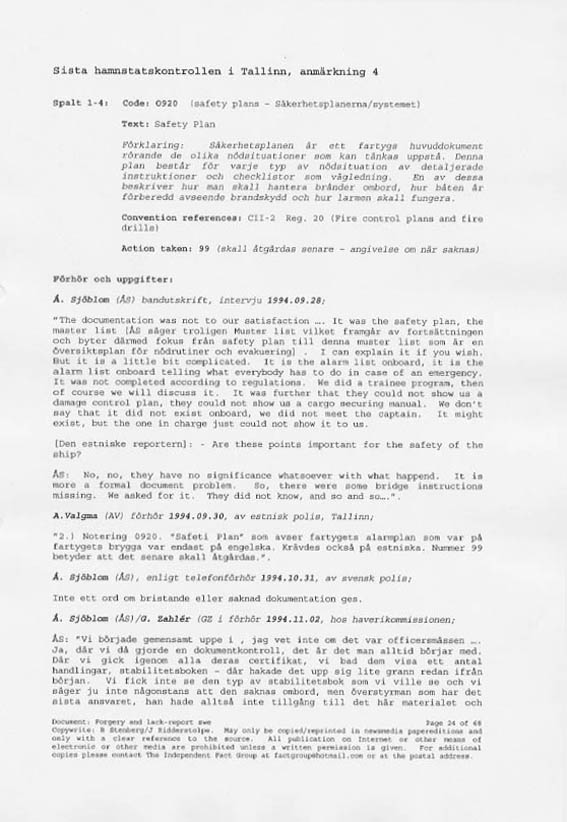 Sista hamnstatskontrollen i Tallinn, anmärkning 4
Spalt 1-4: Code: O920 (safety plans - Säkerhetsplanerna/systemet)
Text: Safety Plan
Förklaring: Säkerhetsplanen är ett fartygs huvuddokument
rörande de olika nödsituationer som kan tänkas uppstå. Denna
plan består för varje typ av nödsituation av detaljerade
instruktioner och checklistor som vägledning. En av dessa
beskriver hur man skall hantera bränder ombord, hur båten är
förberedd avseende brandskydd och hur larmen skall fungera.
Convention references: CII-2 Reg. 20 (Fire control plans and fire
drills)
Action taken: 99 (skall åtgärdas senare - angivelse om när saknas)
Förhör och uppgifter:
Å. Sjöblom (ÅS) bandutskrift, intervju 1994.09.28;
"The documentation was not to our satisfaction …. It was the safety plan, the
master list [ÅS säger troligen Muster list vilket framgår av fortsättningen
och byter därmed fokus från safety plan till denna muster list som är en
översiktsplan för nödrutiner och evakuering] . I can explain it if you wish.
But it is a little bit complicated. It is the alarm list onboard, it is the
alarm list onboard telling what everybody has to do in case of an emergency.
It was not completed according to regulations. We did a trainee program, then
of course we will discuss it. It was further that they could not show us a
damage control plan, they could not show us a cargo securing manual. We don't
say that it did not exist onboard, we did not meet the captain. It might
exist, but the one in charge just could not show it to us.
[Den estniske reportern]: - Are these points important for the safety of the
ship?
ÅS: No, no, they have no significance whatsoever with what happend. It is
more a formal document problem. So, there were some bridge instructions
missing. We asked for it. They did not know, and so and so….".
A.Valgma (AV) förhör 1994.09.30, av estnisk polis, Tallinn;
"2.) Notering 0920. "Safeti Plan" som avser fartygets alarmplan som var på
fartygets brygga var endast på engelska. Krävdes också på estniska. Nummer 99
betyder att det senare skall åtgärdas.".
Å. Sjöblom (ÅS), enligt telefonförhör 1994.10.31, av svensk polis;
Inte ett ord om bristande eller saknad dokumentation ges.
Å. Sjöblom (ÅS)/G. Zahlér (GZ i förhör 1994.11.02, hos haverikommissionen;
ÅS: "Vi började gemensamt uppe i , jag vet inte om det var officersmässen ….
Ja, där vi då gjorde en dokumentkontroll, det är det man alltid börjar med.
Där vi gick igenom alla deras certifikat, vi bad dem visa ett antal
handlingar, stabilitetsboken - där hakade det upp sig lite grann redan ifrån
början. Vi fick inte se den typ av stabilitetsbok som vi ville se och vi
säger ju inte någonstans att den saknas ombord, men överstyrman som har det
sista ansvaret, han hade alltså inte tillgång till det här materialet och
Document: Forgery and lack-report swe Page 24 of 68
Copywrite: B Stenberg/J Ridderstolpe. May only be copied/reprinted in newsmedia papereditions and
only with a clear reference to the source. All publication on Internet or other means of
electronic or other media are prohibited unless a written permission is given. For additional
copies please contact The Independent Fact Group at factgroup@hotmail.com or at the postal address.